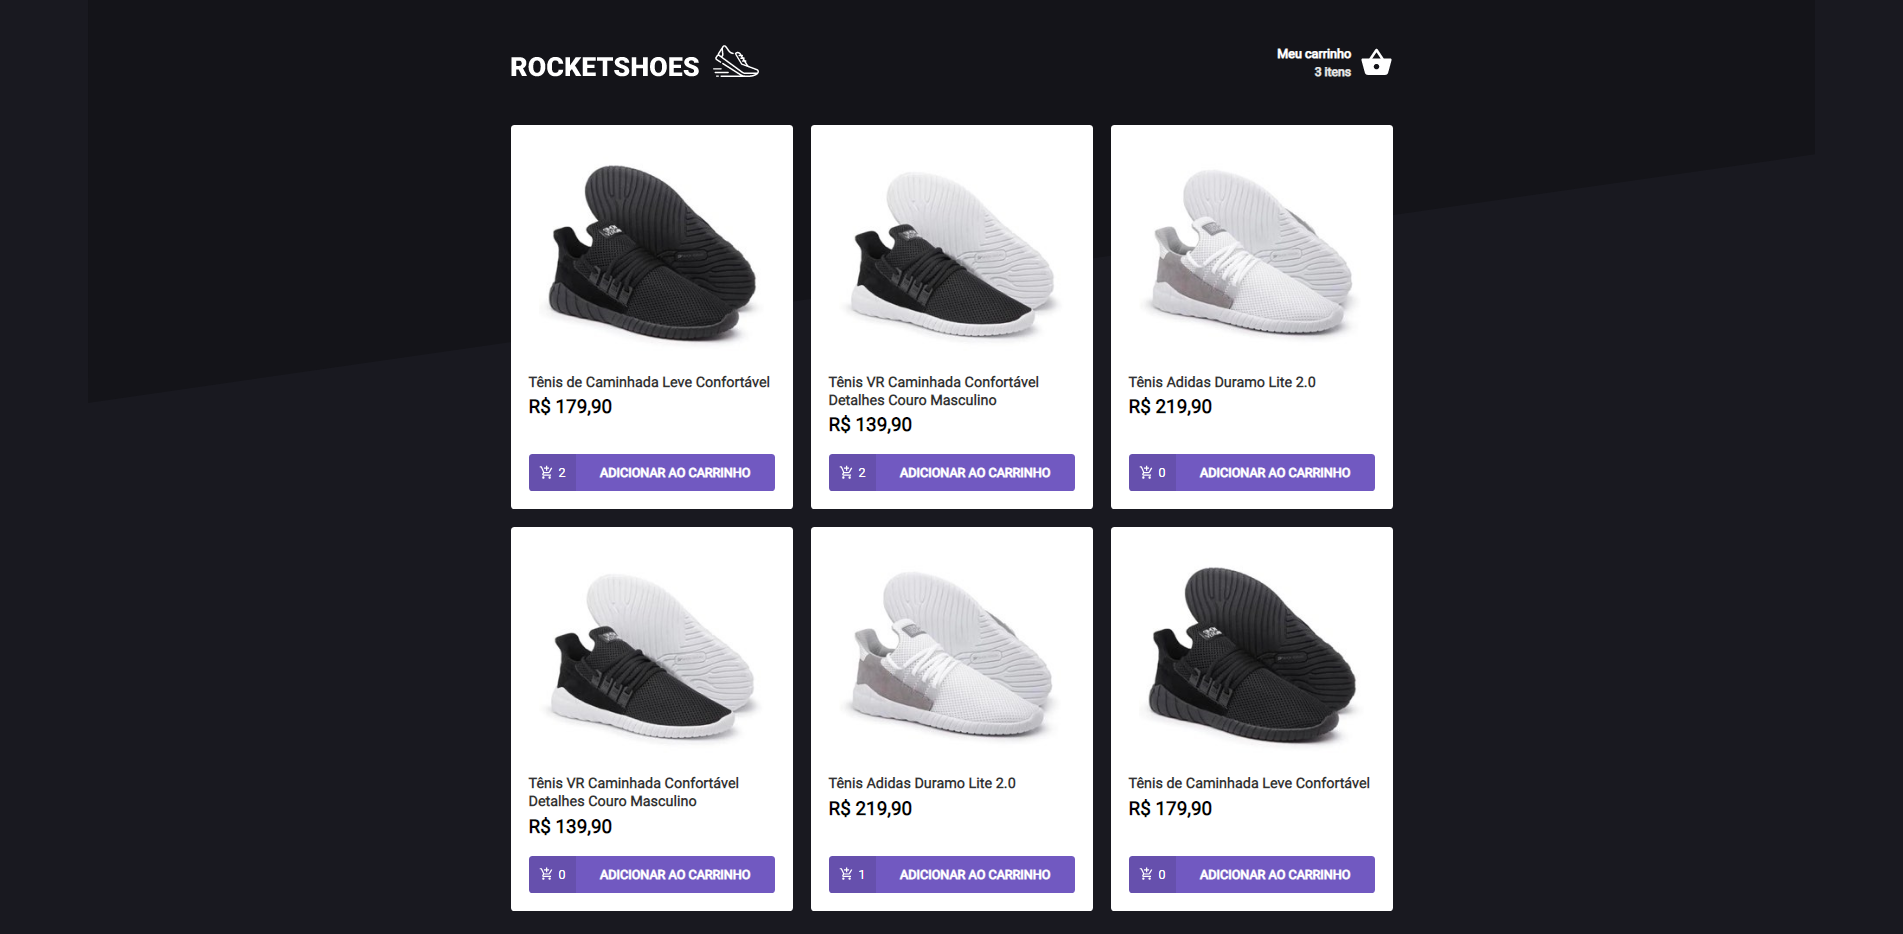 ROCKETSHOES
Meu carrinho
3 itens
Tênis de Caminhada Leve Confortável
R$ 179,90
2 ADICIONAR AO CARRINHO
Tênis VR Caminhada Confortável
Detalhes Couro Masculino
R$ 139,90
2 ADICIONAR AO CARRINHO
Tênis Adidas Duramo Lite 2.0
R$ 219,90
0 ADICIONAR AO CARRINHO
Tênis VR Caminhada Confortável
Detalhes Couro Masculino
R$ 139,90
0 ADICIONAR AO CARRINHO
Tênis Adidas Duramo Lite 2.0
R$ 219,90
1 ADICIONAR AO CARRINHO
Tênis de Caminhada Leve Confortável
R$ 179,90
0 ADICIONAR AO CARRINHO